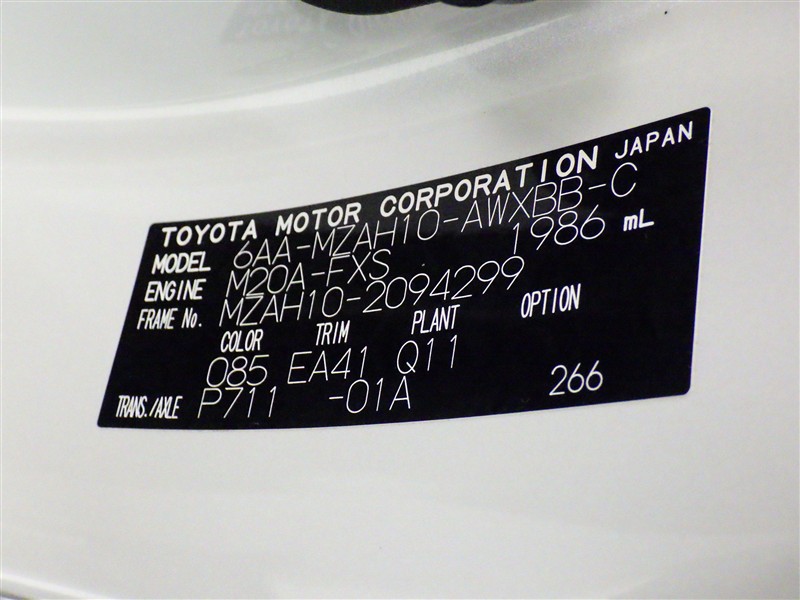 TOYOTA MOTOR CORPORATION JAPAN
MODEL 6AA-MZAH10-AWXBB-C
ENGINE M20A-FXS 1986 mL
FRAME No. MZAH10-2094299
COLOR TRIM PLANT OPTION
085 EA41 Q11
TRANS./AXLE P711 -01A 266